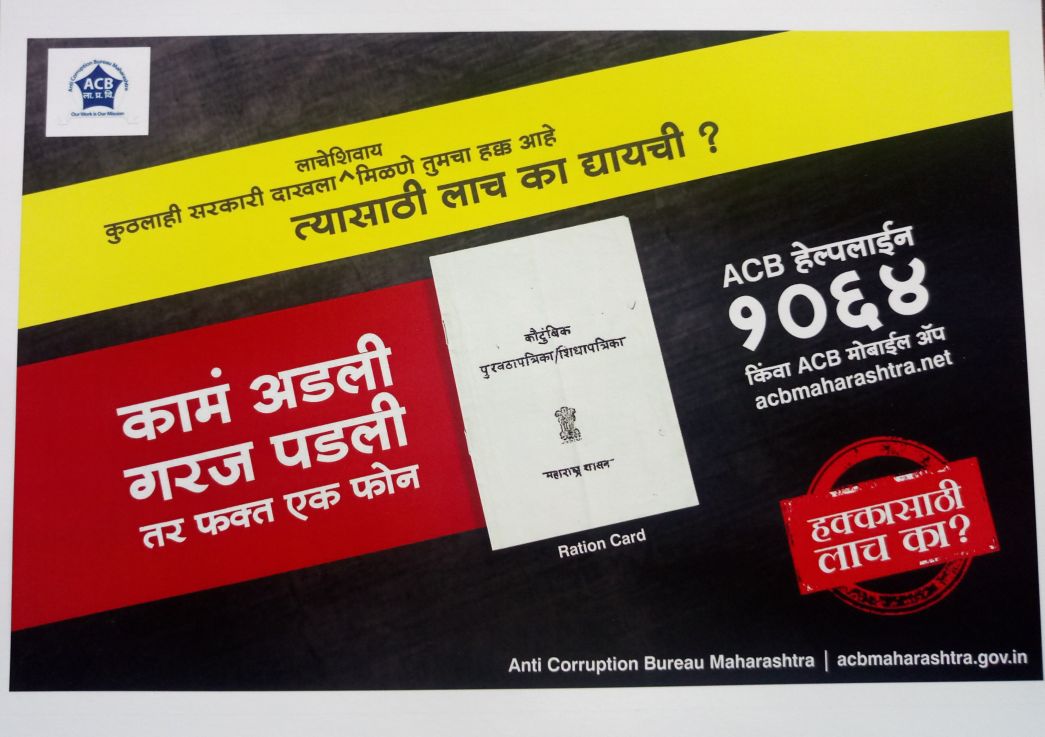 Anti Corruption Bureau Maharashtra
ACB
ला. प्र. वि.
Our Work is Our Mission
लाचेशिवाय
कुठलाही सरकारी दाखला ^ मिळणे तुमचा हक्क आहे
त्यासाठी लाच का द्यायची ?
कामं अडली
गरज पडली
तर फक्त एक फोन
कौटुंबिक
पुरवठापत्रिका/शिधापत्रिका
महाराष्ट्र शासन
Ration Card
ACB हेल्पलाईन
१०६४
किंवा ACB मोबाईल ॲप
acbmaharashtra.net
हक्कासाठी
लाच का?
Anti Corruption Bureau Maharashtra | acbmaharashtra.gov.in